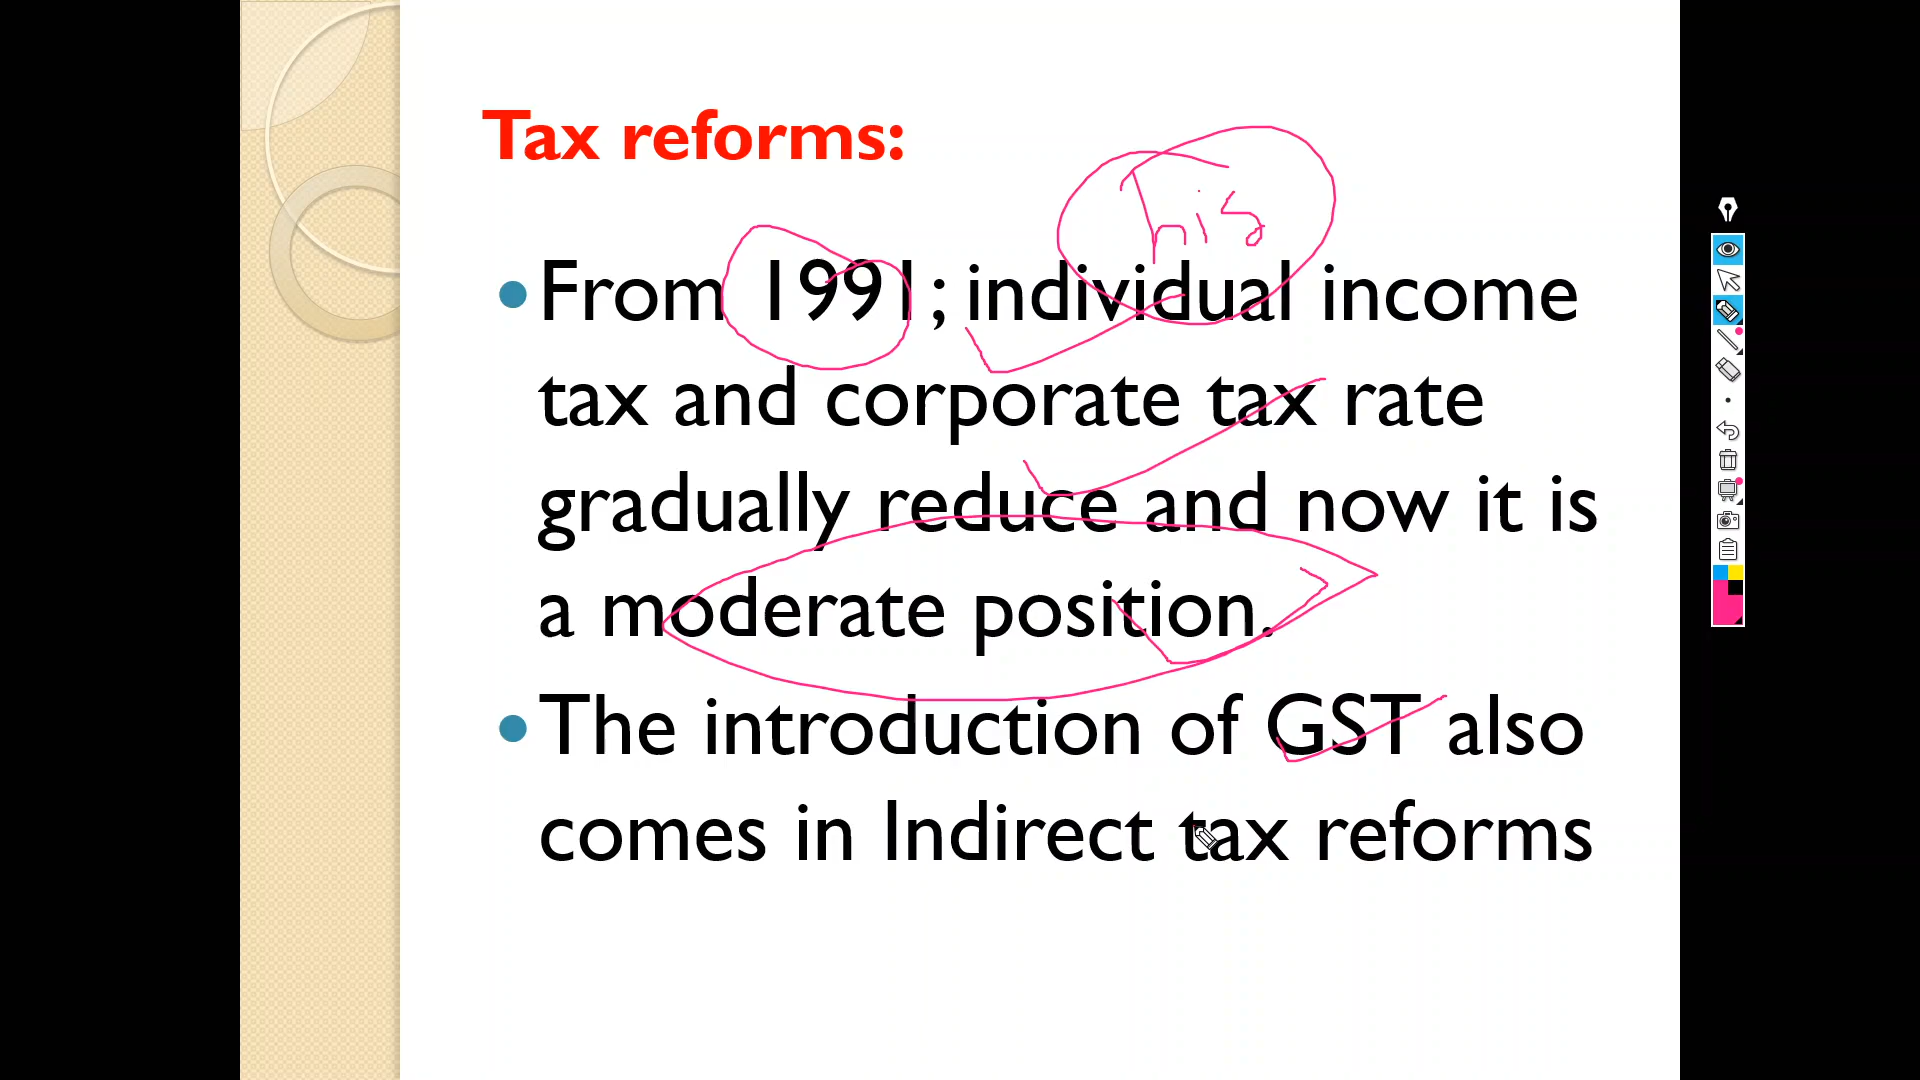 Tax reforms:
his
• From 1991; individual income
tax and corporate tax rate
gradually reduce and now it is
a moderate position.
• The introduction of GST also
comes in Indirect tax reforms